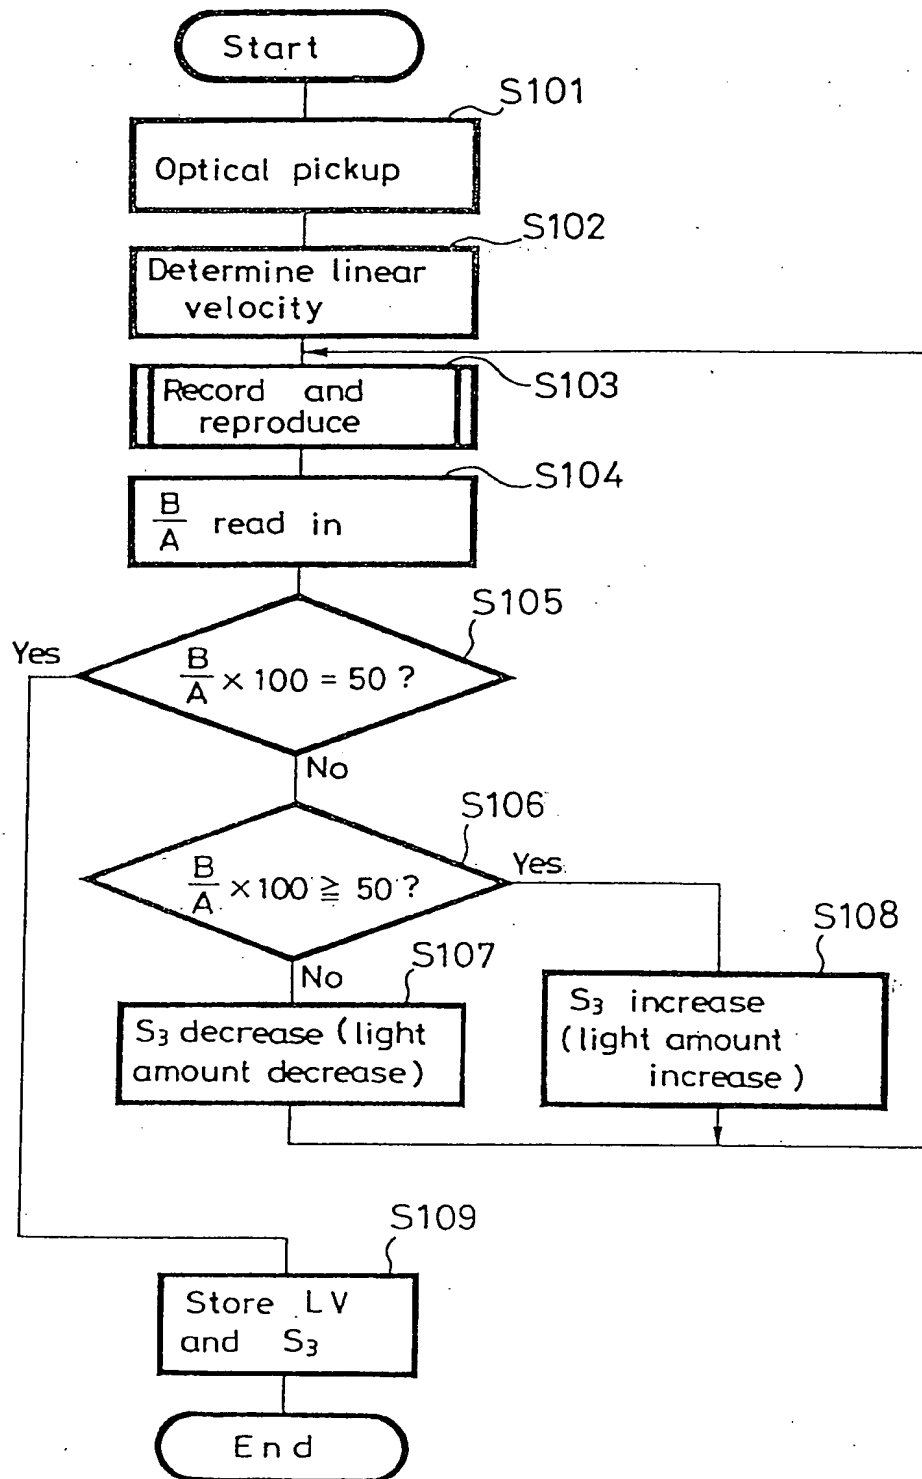 Start
S101
Optical pickup
S102
Determine linear
velocity
S103
Record and
reproduce
S104
B/A read in
S105
Yes
B/A × 100 = 50 ?
No
S106
B/A × 100 ≧ 50 ?
Yes
S107
No
S108
S₃ decrease (light
amount decrease)
S₃ increase
(light amount
increase)
S109
Store LV
and S₃
End